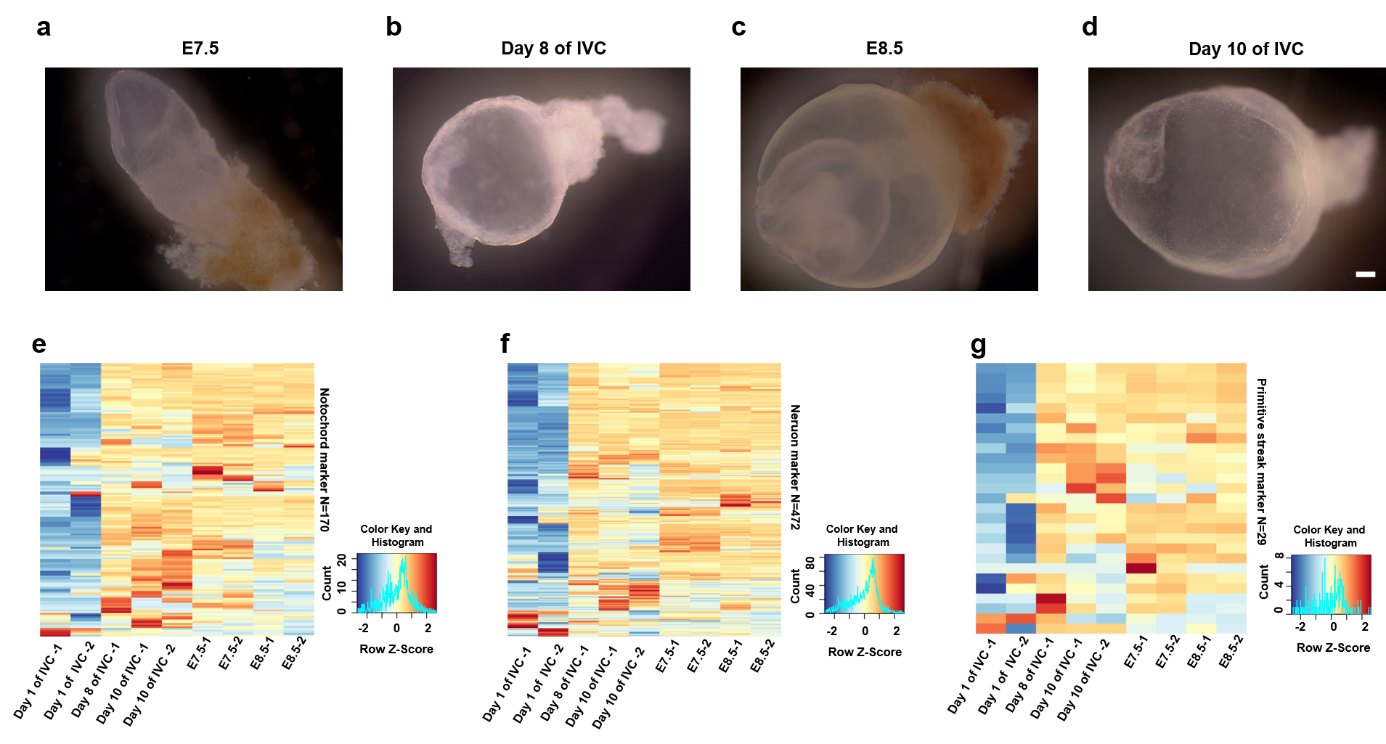 a
E7.5
b
Day 8 of IVC
c
E8.5
d
Day 10 of IVC
e
Notochord marker N=170
Color Key and
Histogram
Count
0
10
20
-2
0
2
Row Z-Score
Day 1 of IVC -1
Day 1 of IVC -2
Day 8 of IVC -1
Day 10 of IVC -1
Day 10 of IVC -2
E7.5-1
E7.5-2
E8.5-1
E8.5-2
f
Neruon marker N=472
Color Key and
Histogram
Count
0
40
80
-2
0
2
Row Z-Score
Day 1 of IVC -1
Day 1 of IVC -2
Day 8 of IVC -1
Day 10 of IVC -1
Day 10 of IVC -2
E7.5-1
E7.5-2
E8.5-1
E8.5-2
g
Primitive streak marker N=29
Color Key and
Histogram
Count
0
4
8
-2
0
2
Row Z-Score
Day 1 of IVC -1
Day 1 of IVC -2
Day 8 of IVC -1
Day 10 of IVC -1
Day 10 of IVC -2
E7.5-1
E7.5-2
E8.5-1
E8.5-2